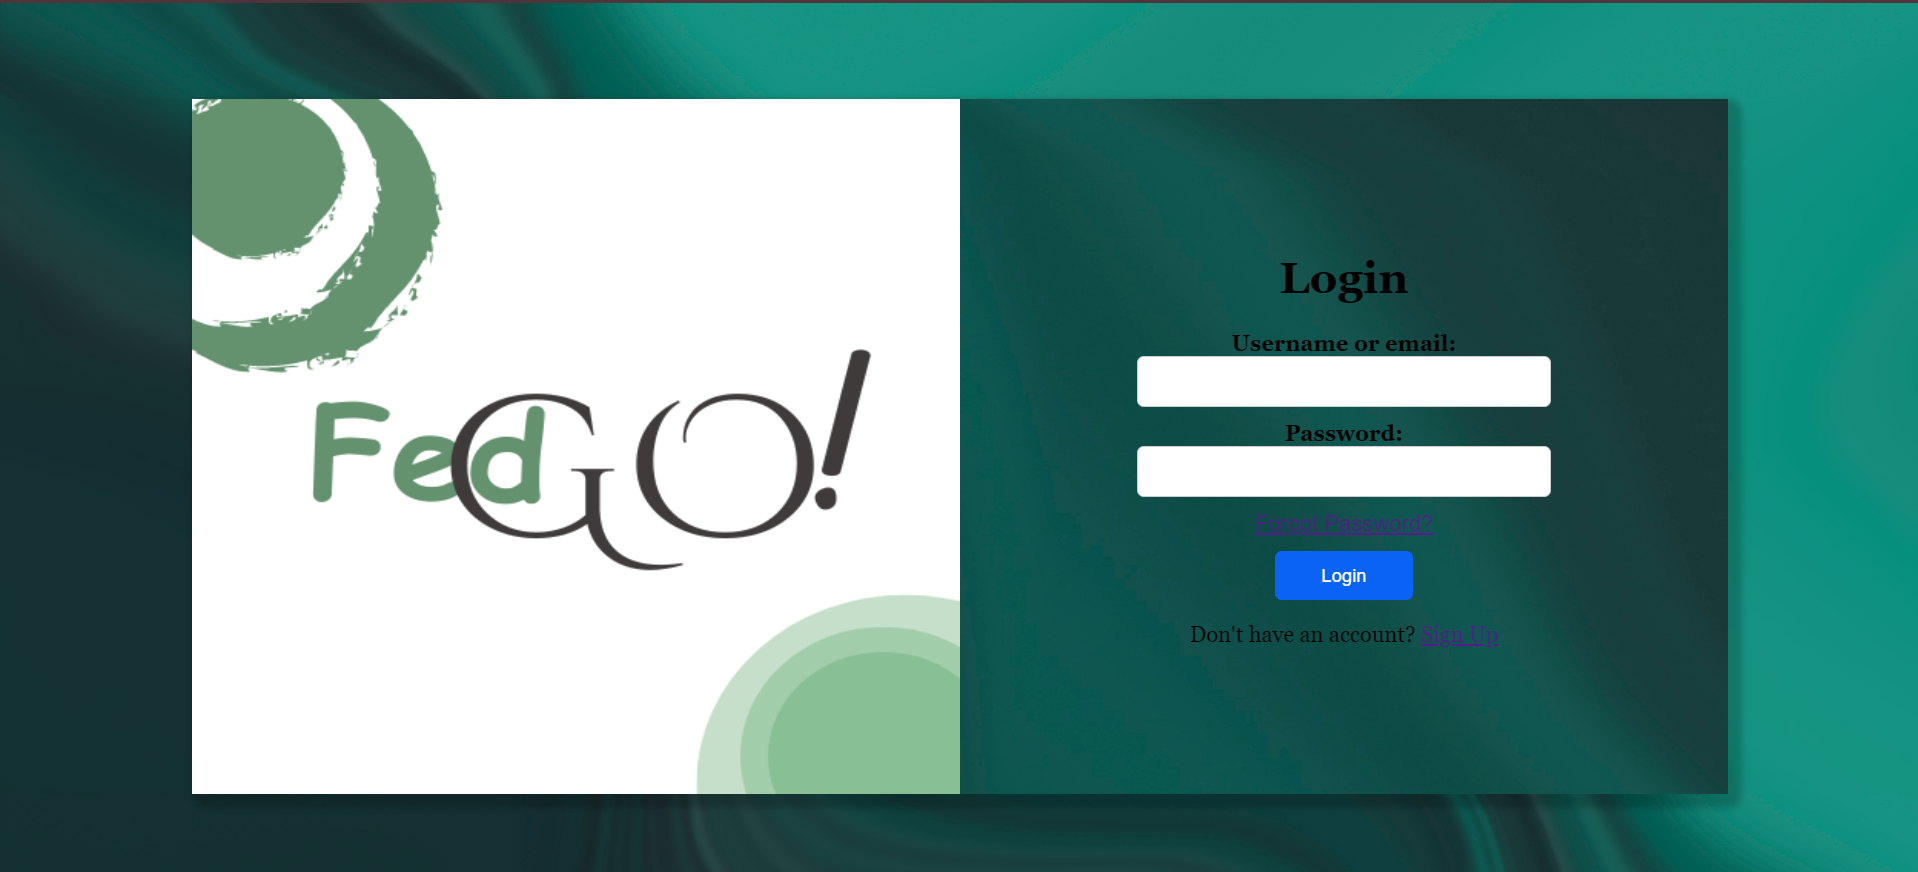 FedGO!
Login
Username or email:
Password:
Forgot Password?
Login
Don't have an account? Sign Up